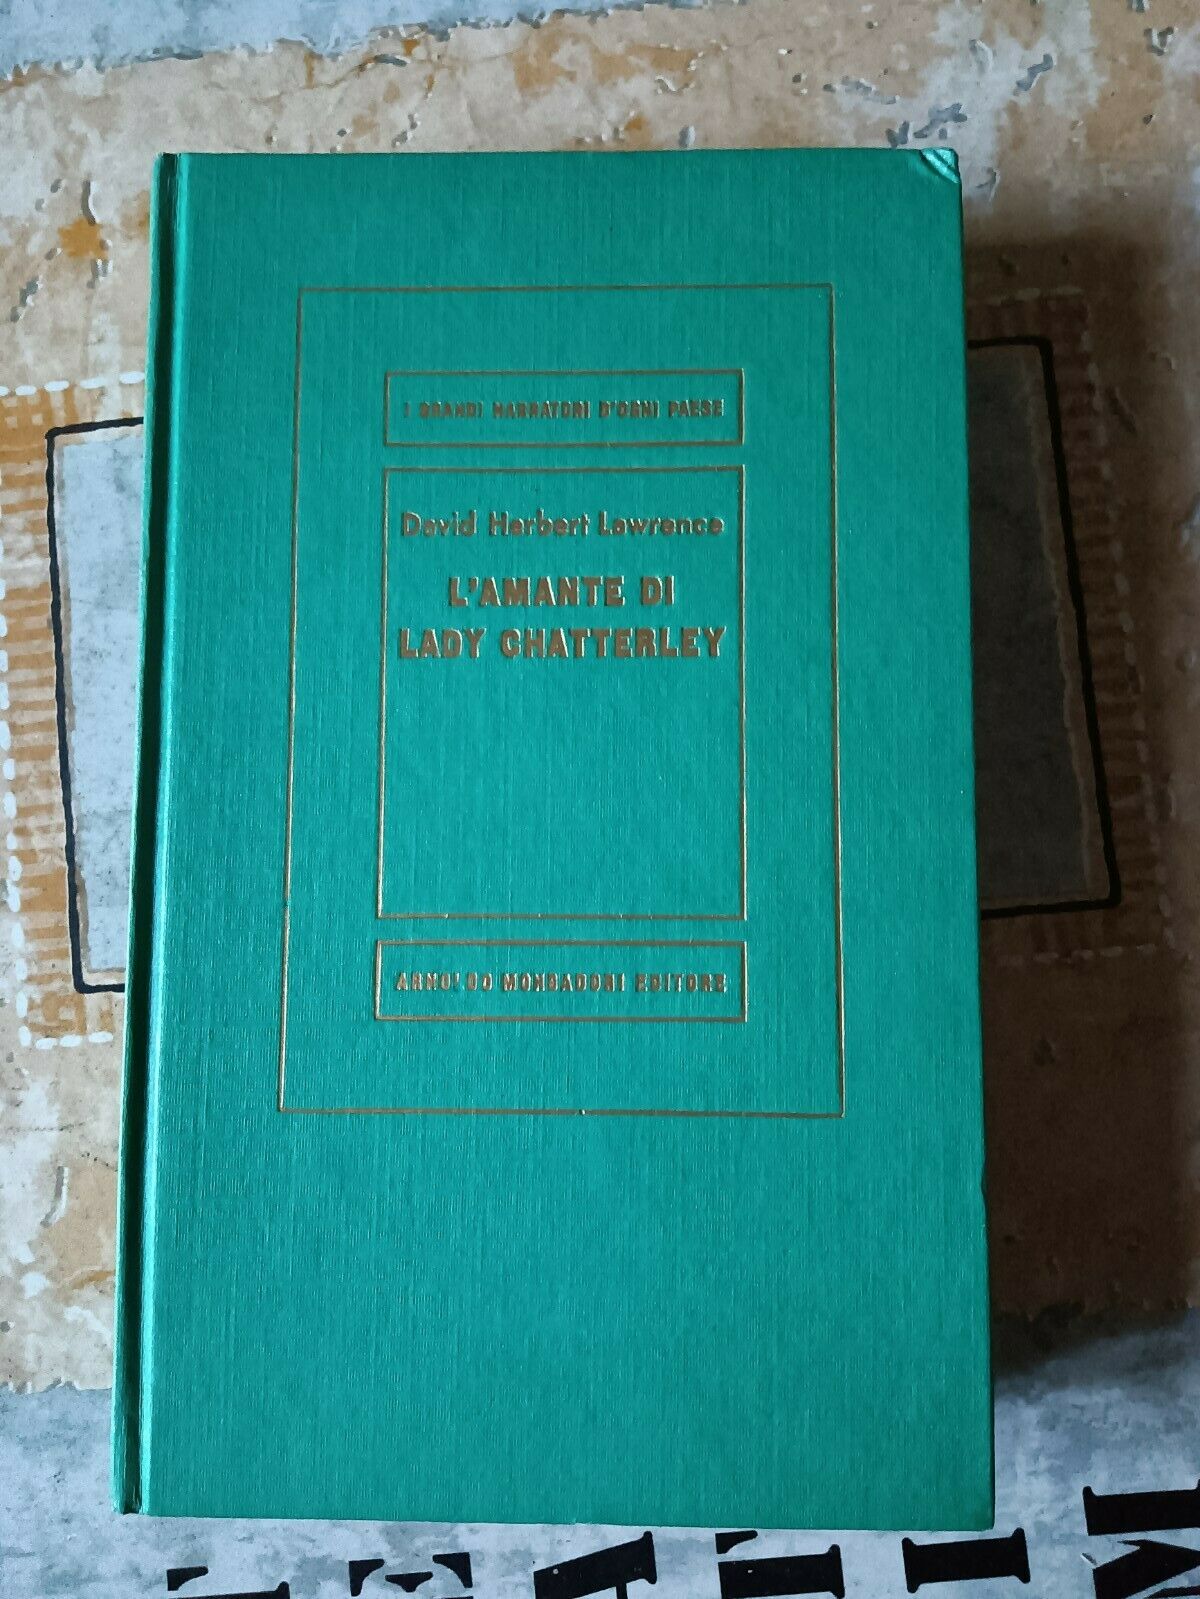 I GRANDI NARRATORI D'OGNI PAESE
David Herbert Lawrence
L'AMANTE DI
LADY CHATTERLEY
ARNOLDO MONDADORI EDITORE